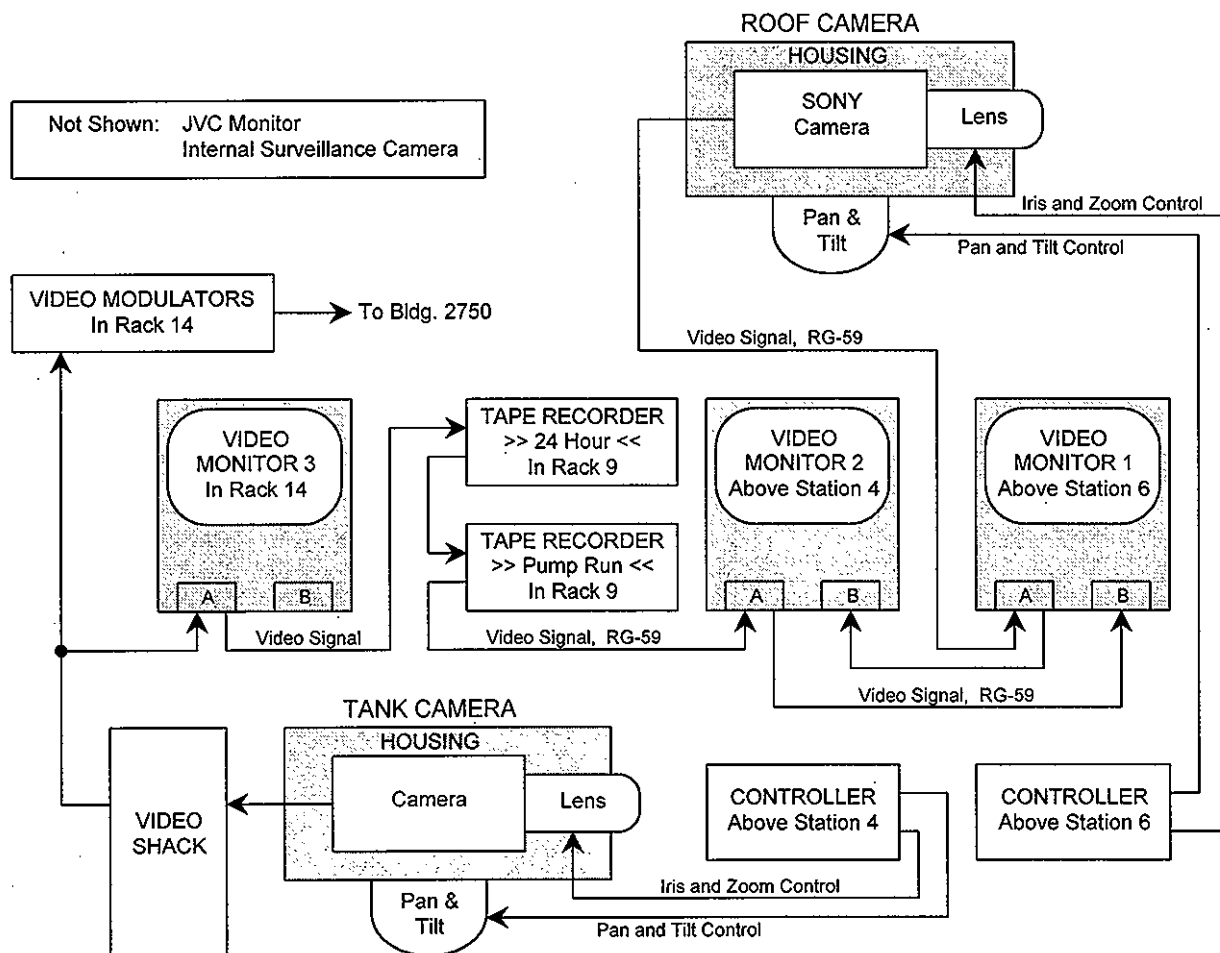 ROOF CAMERA
HOUSING
SONY
Camera
Lens
Pan &
Tilt
Iris and Zoom Control
Pan and Tilt Control
Not Shown: JVC Monitor
Internal Surveillance Camera
VIDEO MODULATORS
In Rack 14
To Bldg. 2750
Video Signal, RG-59
VIDEO
MONITOR 3
In Rack 14
A
B
Video Signal
TAPE RECORDER
>> 24 Hour <<
In Rack 9
TAPE RECORDER
>> Pump Run <<
In Rack 9
Video Signal, RG-59
VIDEO
MONITOR 2
Above Station 4
A
B
VIDEO
MONITOR 1
Above Station 6
A
B
Video Signal, RG-59
TANK CAMERA
HOUSING
Camera
Lens
Pan &
Tilt
VIDEO
SHACK
CONTROLLER
Above Station 4
CONTROLLER
Above Station 6
Iris and Zoom Control
Pan and Tilt Control